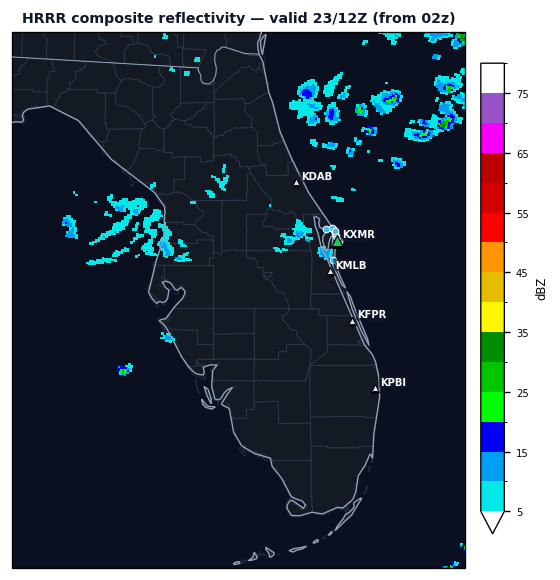 HRRR composite reflectivity — valid 23/12Z (from 02z)
KDAB
KXMR
KMLB
KFPR
KPBI
75
65
55
45
35
25
15
5
dBZ